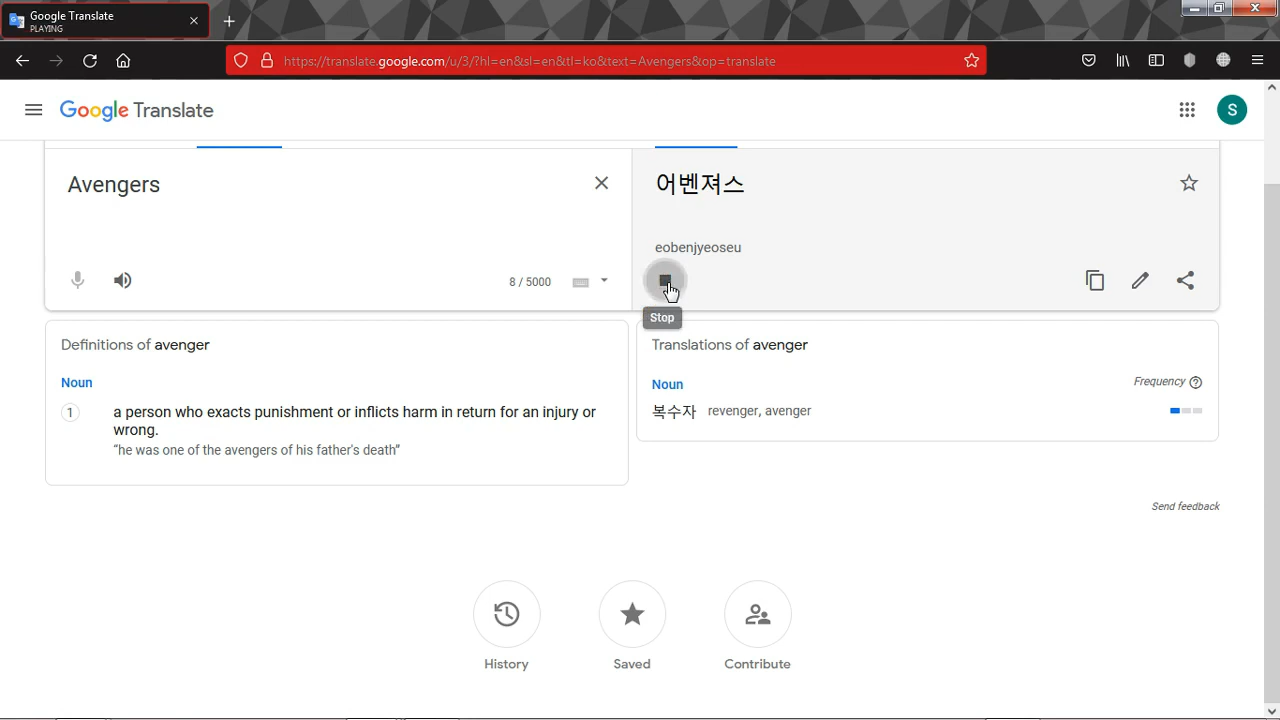 Google Translate
PLAYING
https://translate.google.com/u/3/?hl=en&sl=en&tl=ko&text=Avengers&op=translate
Google Translate
S
Avengers
어벤져스
eobenjyeoseu
8 / 5000
Stop
Definitions of avenger
Translations of avenger
Noun
Noun
Frequency
1
a person who exacts punishment or inflicts harm in return for an injury or
wrong.
"he was one of the avengers of his father's death"
복수자 revenger, avenger
Send feedback
History
Saved
Contribute